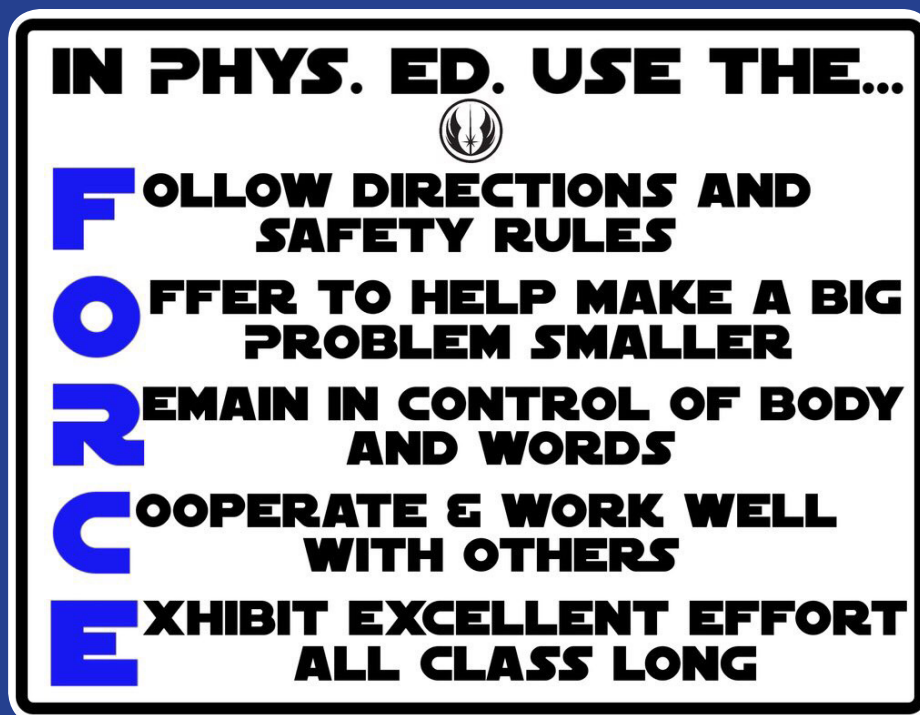 IN PHYS. ED. USE THE...
FOLLOW DIRECTIONS AND
SAFETY RULES
OFFER TO HELP MAKE A BIG
PROBLEM SMALLER
REMAIN IN CONTROL OF BODY
AND WORDS
COOPERATE & WORK WELL
WITH OTHERS
EXHIBIT EXCELLENT EFFORT
ALL CLASS LONG